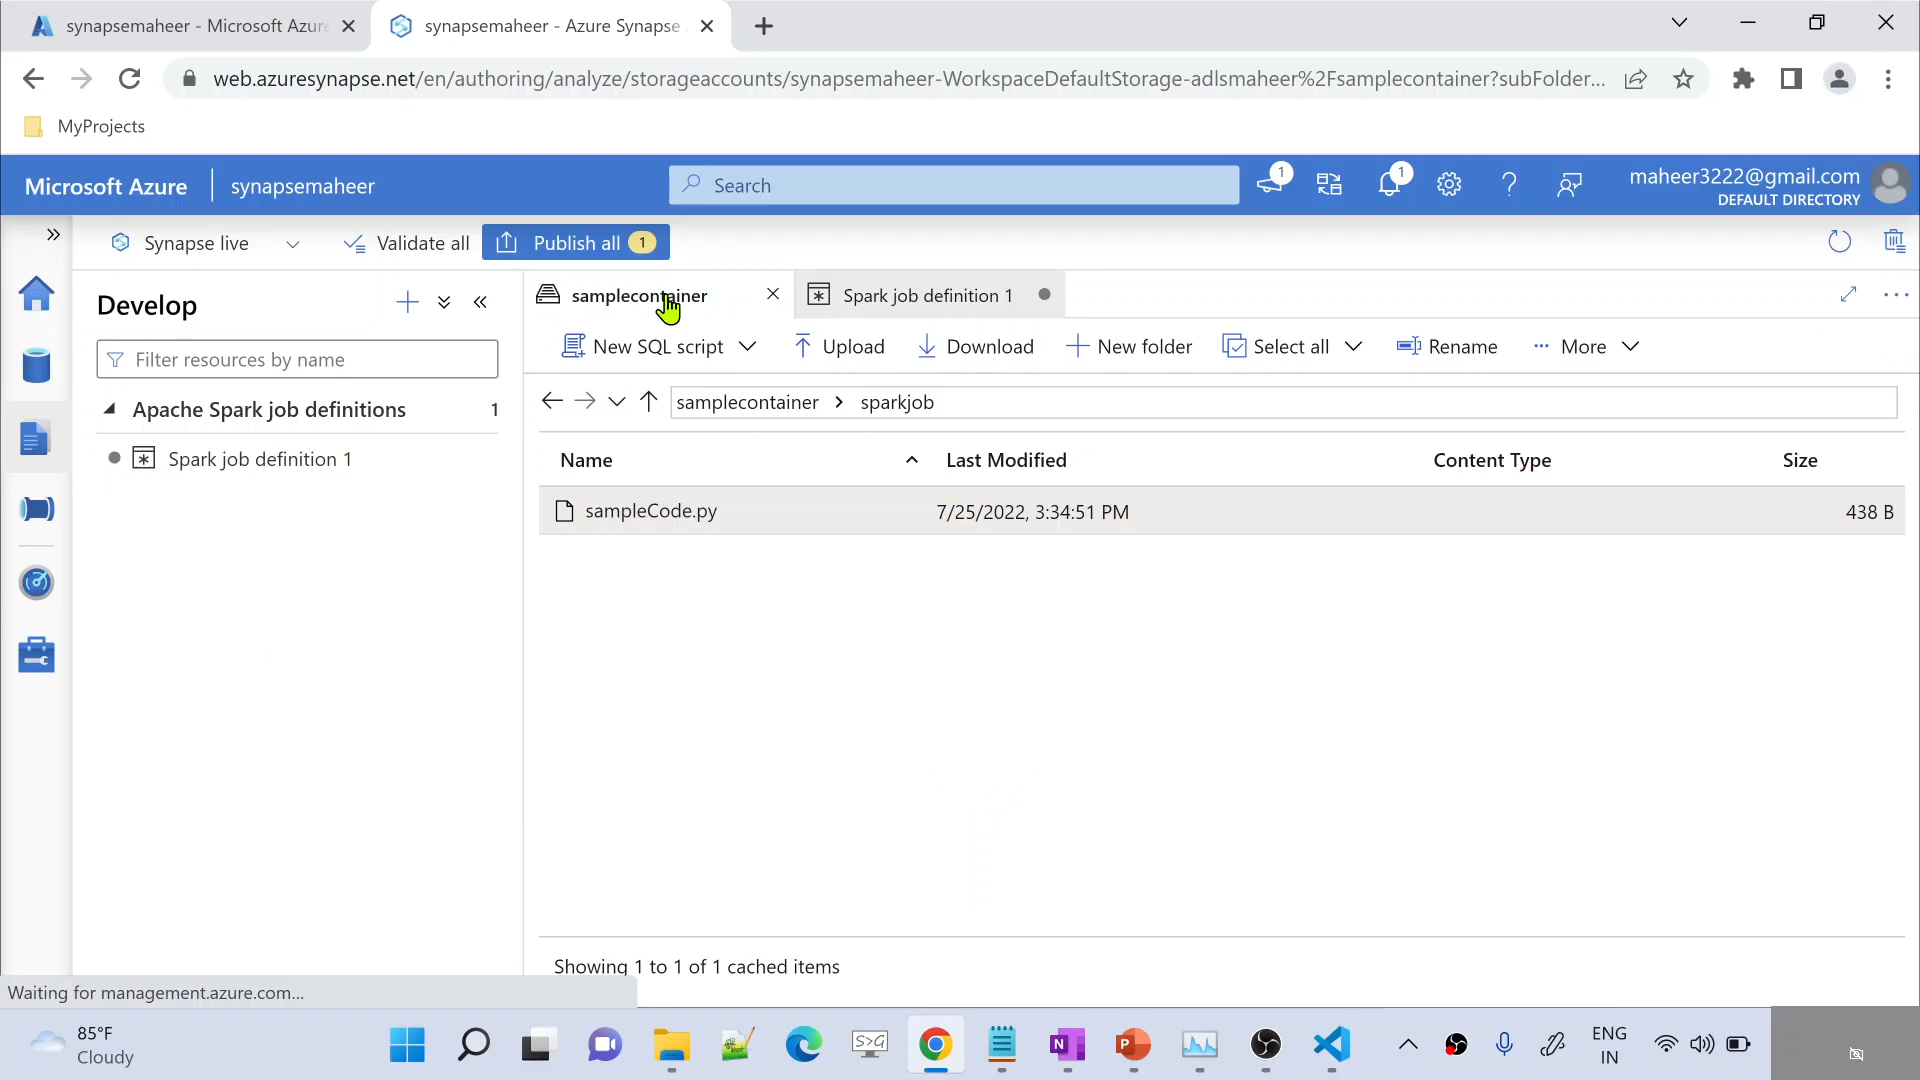 synapsemaheer - Microsoft Azure
synapsemaheer - Azure Synapse
web.azuresynapse.net/en/authoring/analyze/storageaccounts/synapsemaheer-WorkspaceDefaultStorage-adlsmaheer%2Fsamplecontainer?subFolder...
MyProjects
Microsoft Azure
synapsemaheer
Search
1
1
maheer3222@gmail.com
DEFAULT DIRECTORY
Synapse live
Validate all
Publish all 1
Develop
samplecontainer
Spark job definition 1
New SQL script
Upload
Download
New folder
Select all
Rename
More
Filter resources by name
samplecontainer
sparkjob
Apache Spark job definitions 1
Name
Last Modified
Content Type
Size
Spark job definition 1
sampleCode.py
7/25/2022, 3:34:51 PM
438 B
Showing 1 to 1 of 1 cached items
Waiting for management.azure.com...
85°F
Cloudy
S>G
N
P
ENG
IN